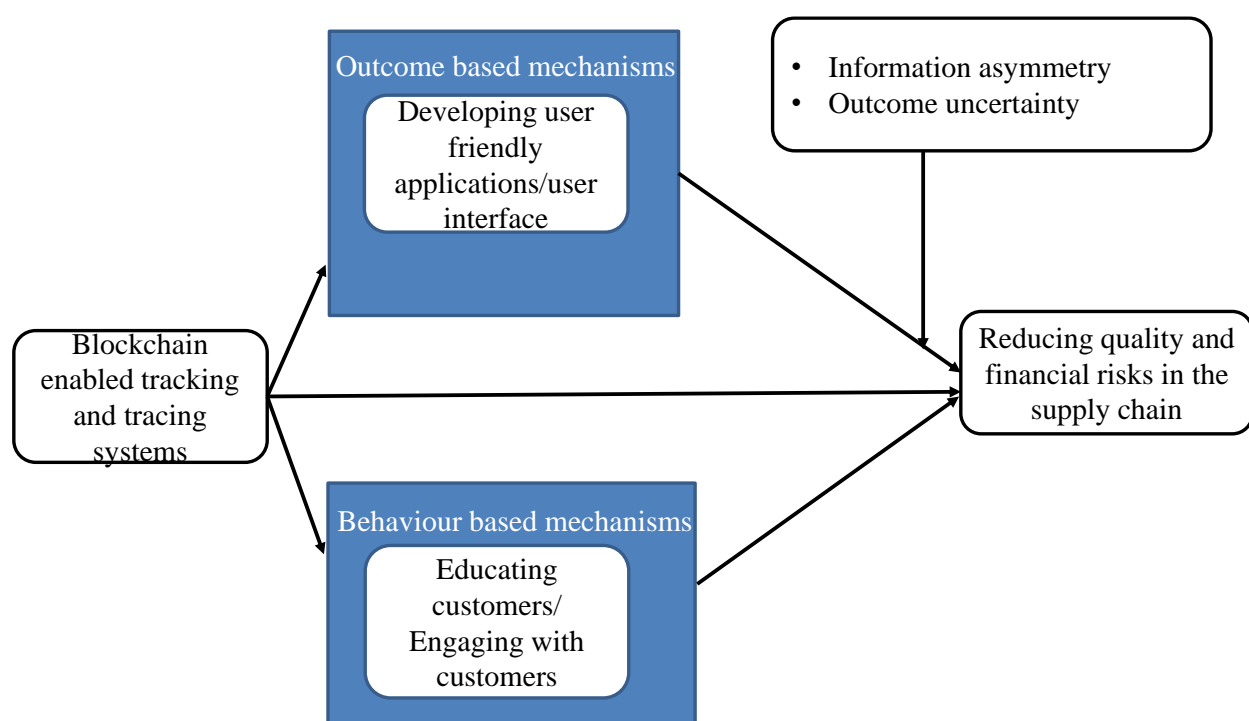 Outcome based mechanisms
Developing user
friendly
applications/user
interface
• Information asymmetry
• Outcome uncertainty
Blockchain
enabled tracking
and tracing
systems
Reducing quality and
financial risks in the
supply chain
Behaviour based mechanisms
Educating
customers/
Engaging with
customers